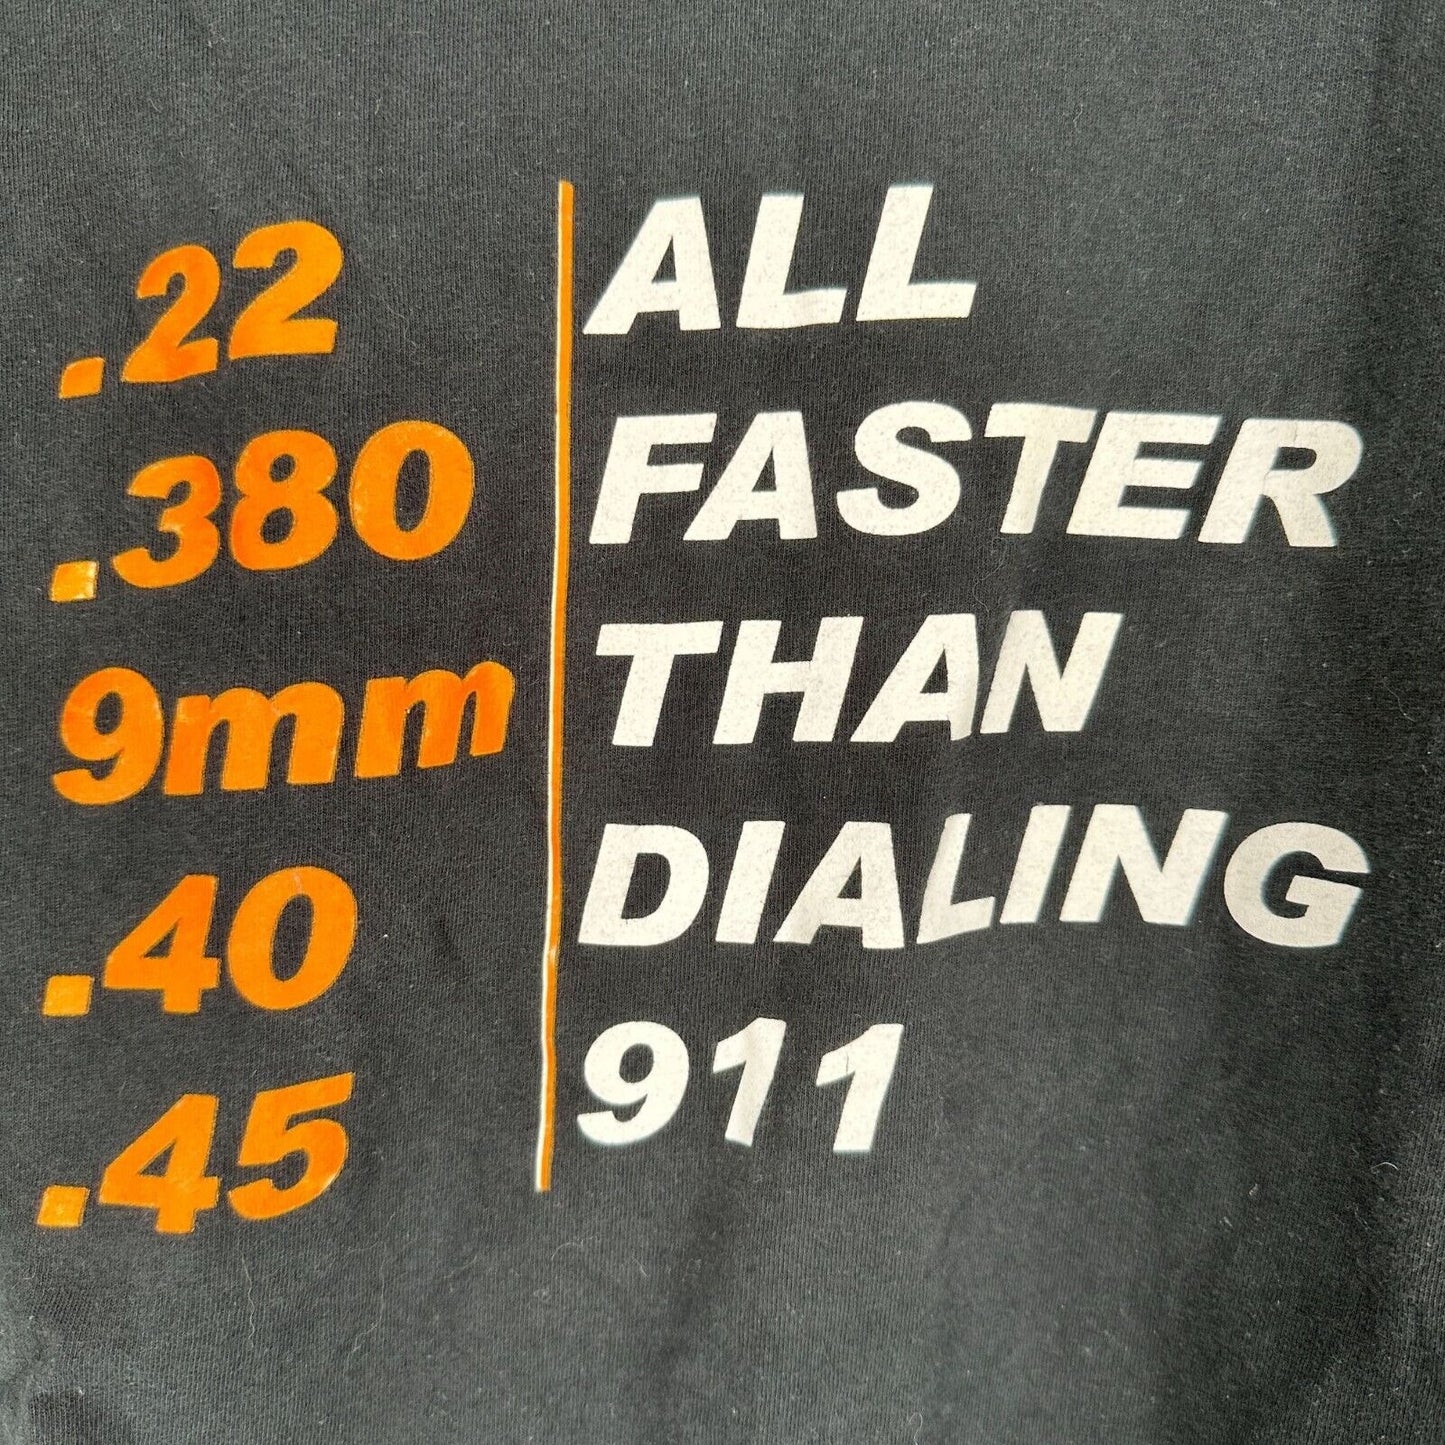 .22
.380
9mm
.40
.45
ALL
FASTER
THAN
DIALING
911